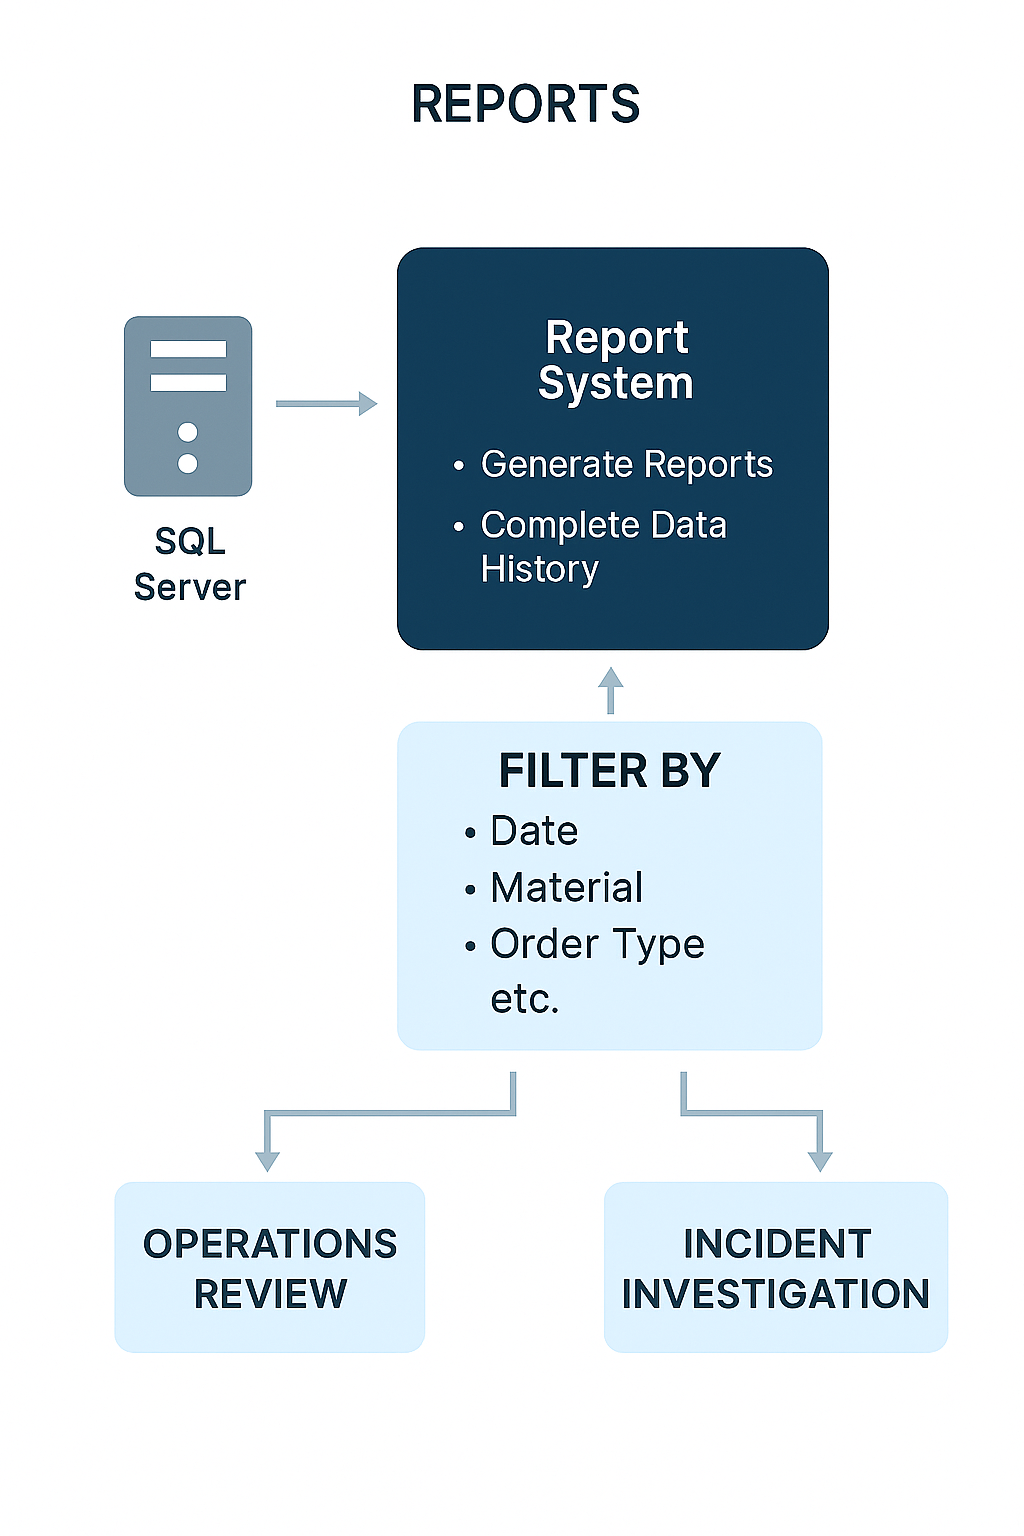 REPORTS
SQL
Server
Report
System
• Generate Reports
• Complete Data
History
FILTER BY
• Date
• Material
• Order Type
etc.
OPERATIONS
REVIEW
INCIDENT
INVESTIGATION